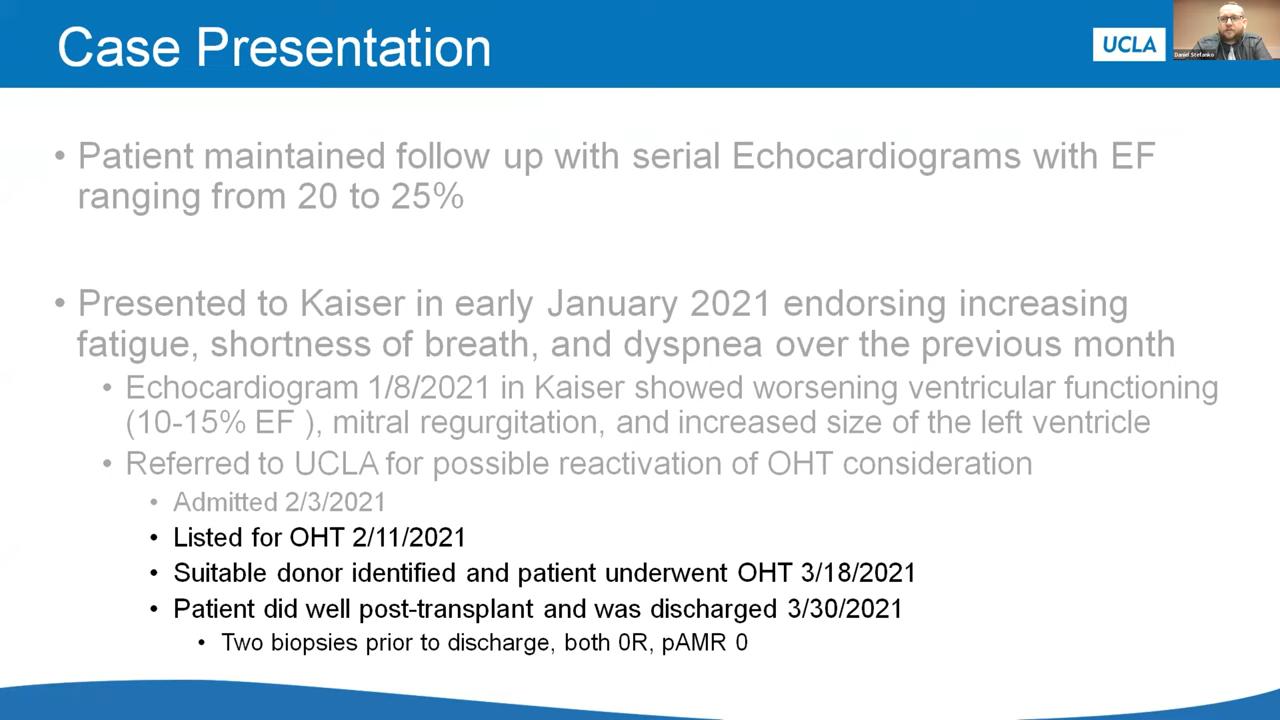 Case Presentation
UCLA
Daniel Stefanko
• Patient maintained follow up with serial Echocardiograms with EF
ranging from 20 to 25%
• Presented to Kaiser in early January 2021 endorsing increasing
fatigue, shortness of breath, and dyspnea over the previous month
• Echocardiogram 1/8/2021 in Kaiser showed worsening ventricular functioning
(10-15% EF ), mitral regurgitation, and increased size of the left ventricle
• Referred to UCLA for possible reactivation of OHT consideration
• Admitted 2/3/2021
• Listed for OHT 2/11/2021
• Suitable donor identified and patient underwent OHT 3/18/2021
• Patient did well post-transplant and was discharged 3/30/2021
• Two biopsies prior to discharge, both 0R, pAMR 0